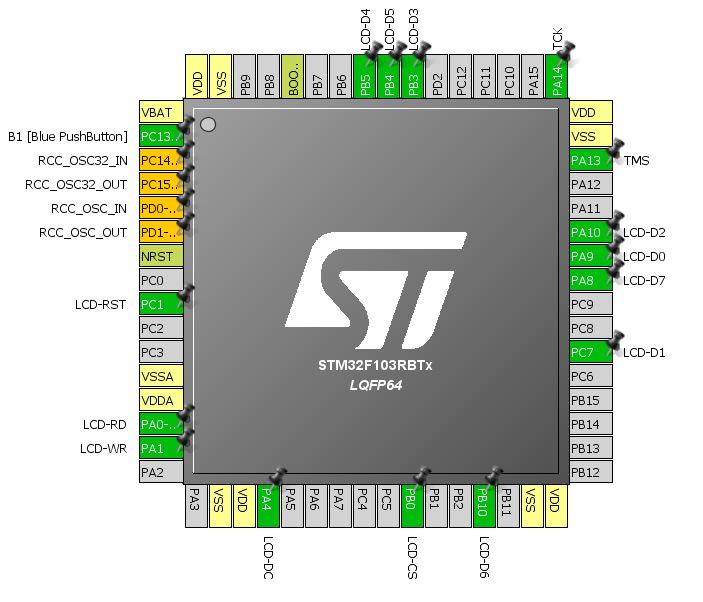 LCD-D4
LCD-D5
LCD-D3
TCK
VDD
VSS
PB9
PB8
BOO..
PB7
PB6
PB5
PB4
PB3
PD2
PC12
PC11
PC10
PA15
PA14
VBAT
B1 [Blue PushButton] PC13..
RCC_OSC32_IN PC14..
RCC_OSC32_OUT PC15..
RCC_OSC_IN PD0-..
RCC_OSC_OUT PD1-..
NRST
PC0
LCD-RST PC1
PC2
PC3
VSSA
VDDA
LCD-RD PA0-..
LCD-WR PA1
PA2
ST
STM32F103RBTx
LQFP64
VDD
VSS
PA13 TMS
PA12
PA11
PA10 LCD-D2
PA9 LCD-D0
PA8 LCD-D7
PC9
PC8
PC7 LCD-D1
PC6
PB15
PB14
PB13
PB12
PA3
VSS
VDD
PA4
PA5
PA6
PA7
PC4
PC5
PB0
PB1
PB2
PB10
PB11
VSS
VDD
LCD-DC
LCD-CS
LCD-D6